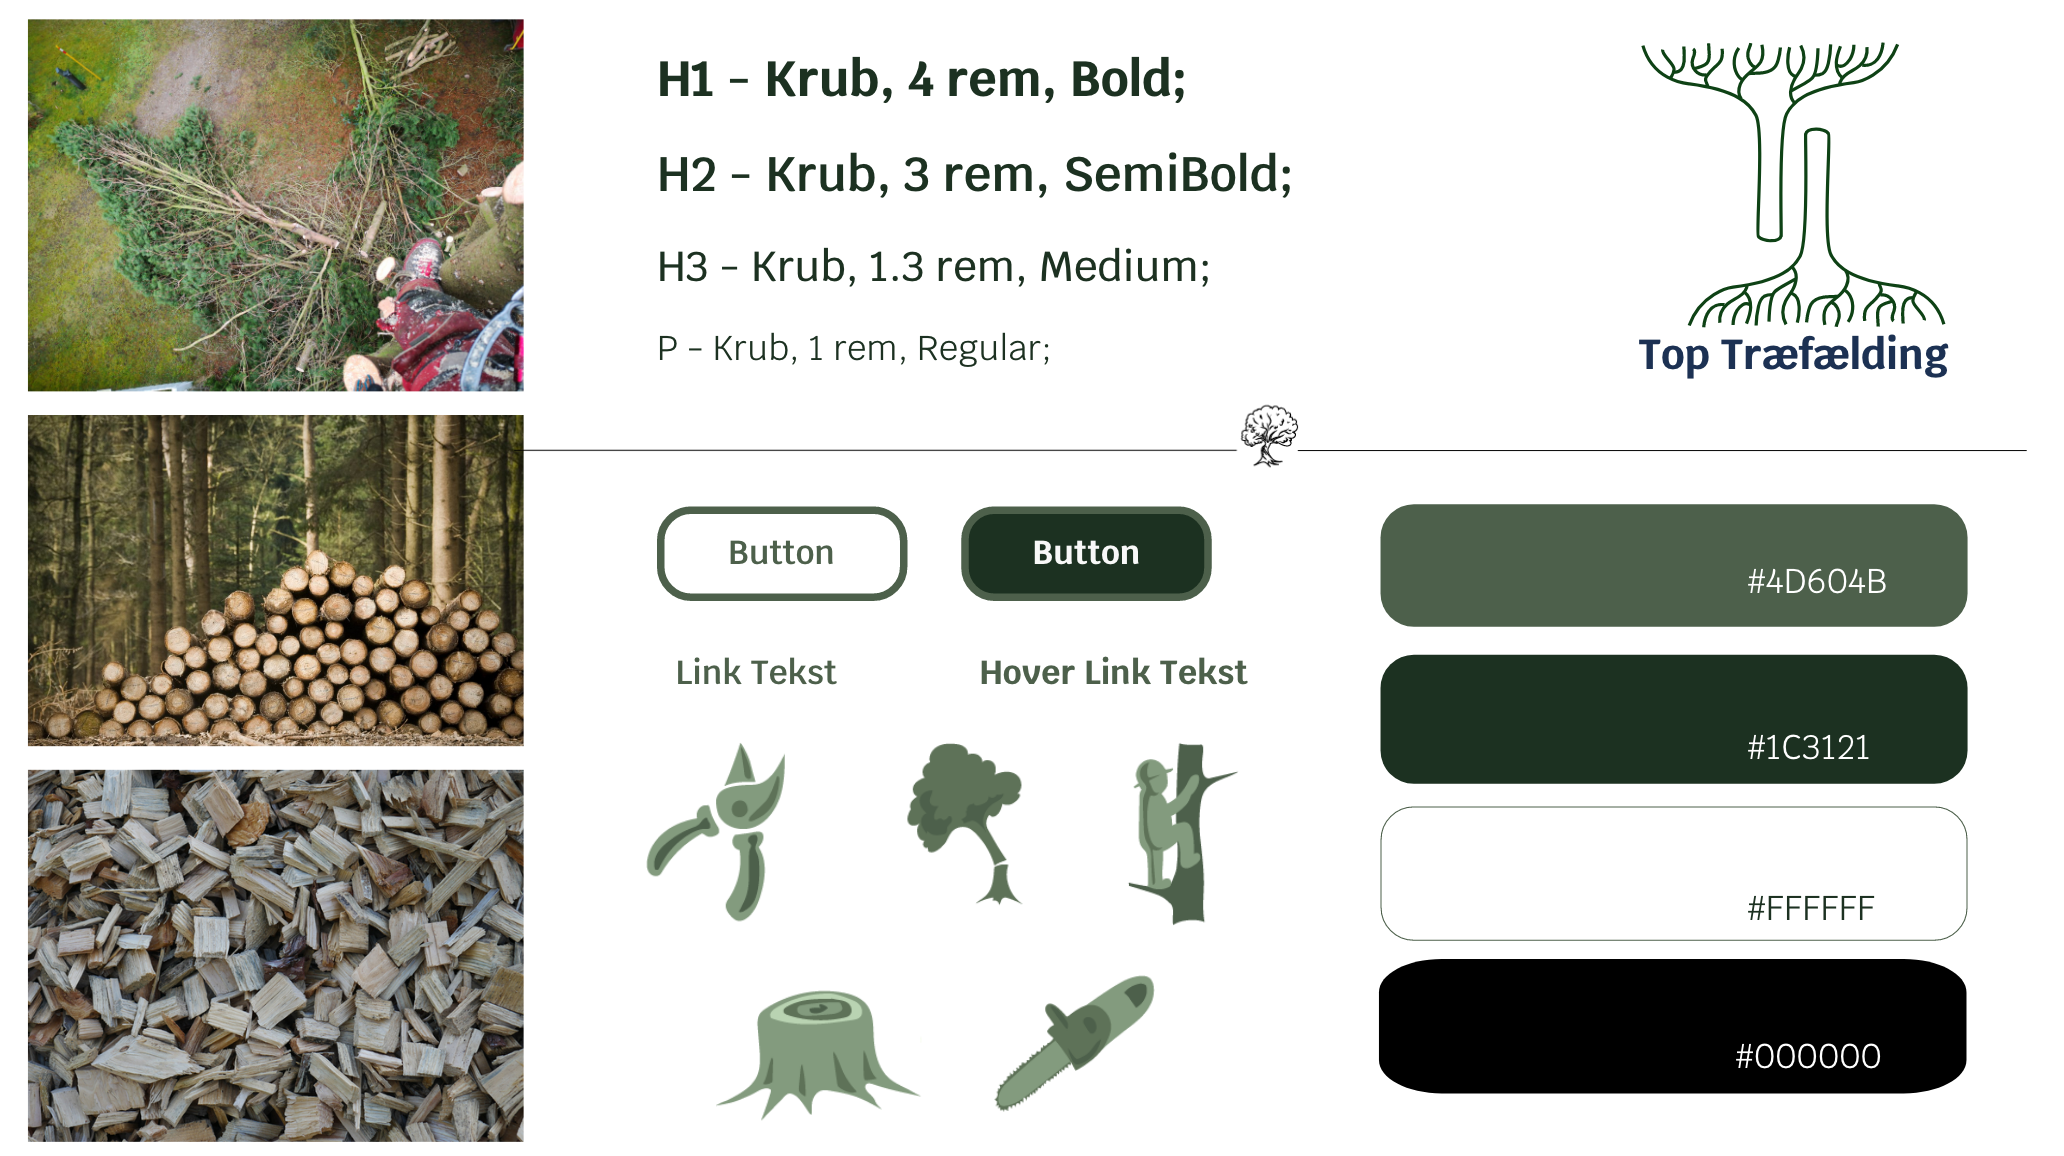 H1 - Krub, 4 rem, Bold;
H2 - Krub, 3 rem, SemiBold;
H3 - Krub, 1.3 rem, Medium;
P - Krub, 1 rem, Regular;
Top Træfælding
Button
Button
Link Tekst
Hover Link Tekst
#4D604B
#1C3121
#FFFFFF
#000000